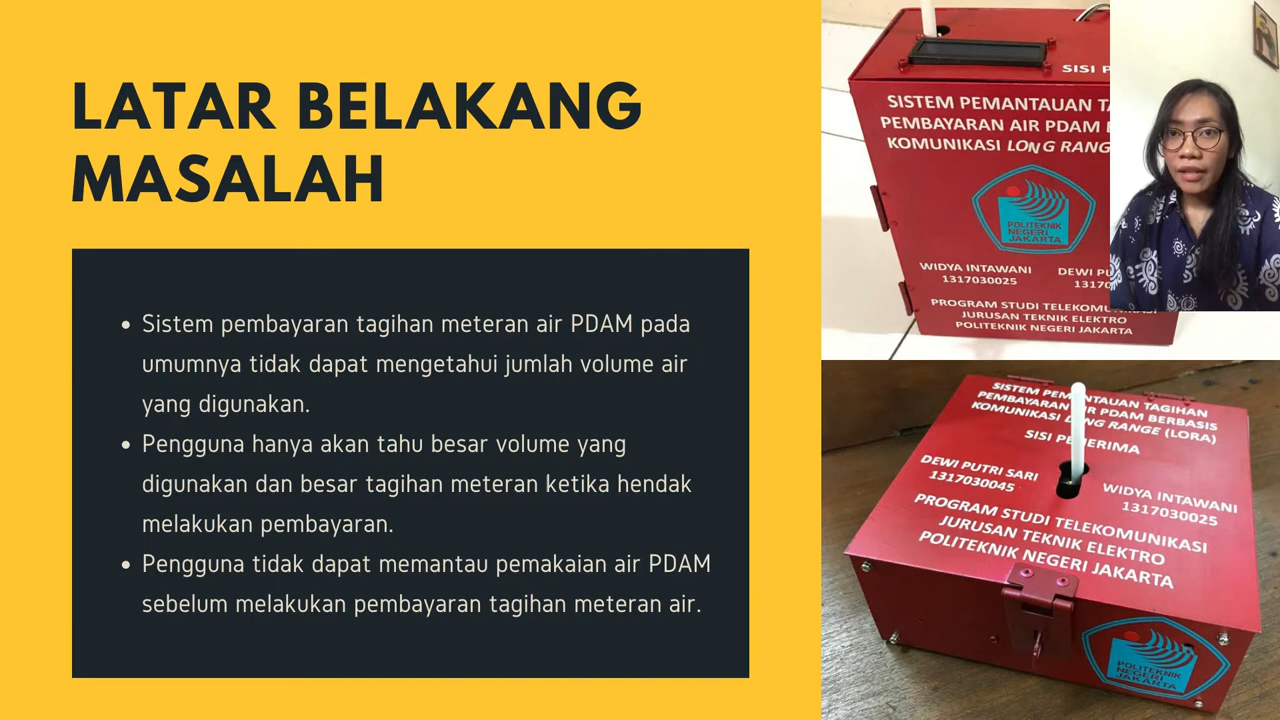 LATAR BELAKANG
MASALAH
Sistem pembayaran tagihan meteran air PDAM pada
umumnya tidak dapat mengetahui jumlah volume air
yang digunakan.
Pengguna hanya akan tahu besar volume yang
digunakan dan besar tagihan meteran ketika hendak
melakukan pembayaran.
Pengguna tidak dapat memantau pemakaian air PDAM
sebelum melakukan pembayaran tagihan meteran air.
SISI
SISTEM PEMANTAUAN
PEMBAYARAN AIR PDAM
KOMUNIKASI LONG RANGE
POLITEKNIK
NEGERI
JAKARTA
WIDYA INTAWANI
1317030025
DEWI
PROGRAM STUDI
JURUSAN TEKNIK ELEKTRO
POLITEKNIK NEGERI JAKARTA
SISTEM PEMANTAUAN TAGIHAN
PEMBAYARAN AIR PDAM BERBASIS
KOMUNIKASI LONG RANGE (LORA)
SISI PENERIMA
DEWI PUTRI SARI
1317030045
WIDYA INTAWANI
1317030025
PROGRAM STUDI TELEKOMUNIKASI
JURUSAN TEKNIK ELEKTRO
POLITEKNIK NEGERI JAKARTA
POLITEKNIK
NEGERI
JAKARTA